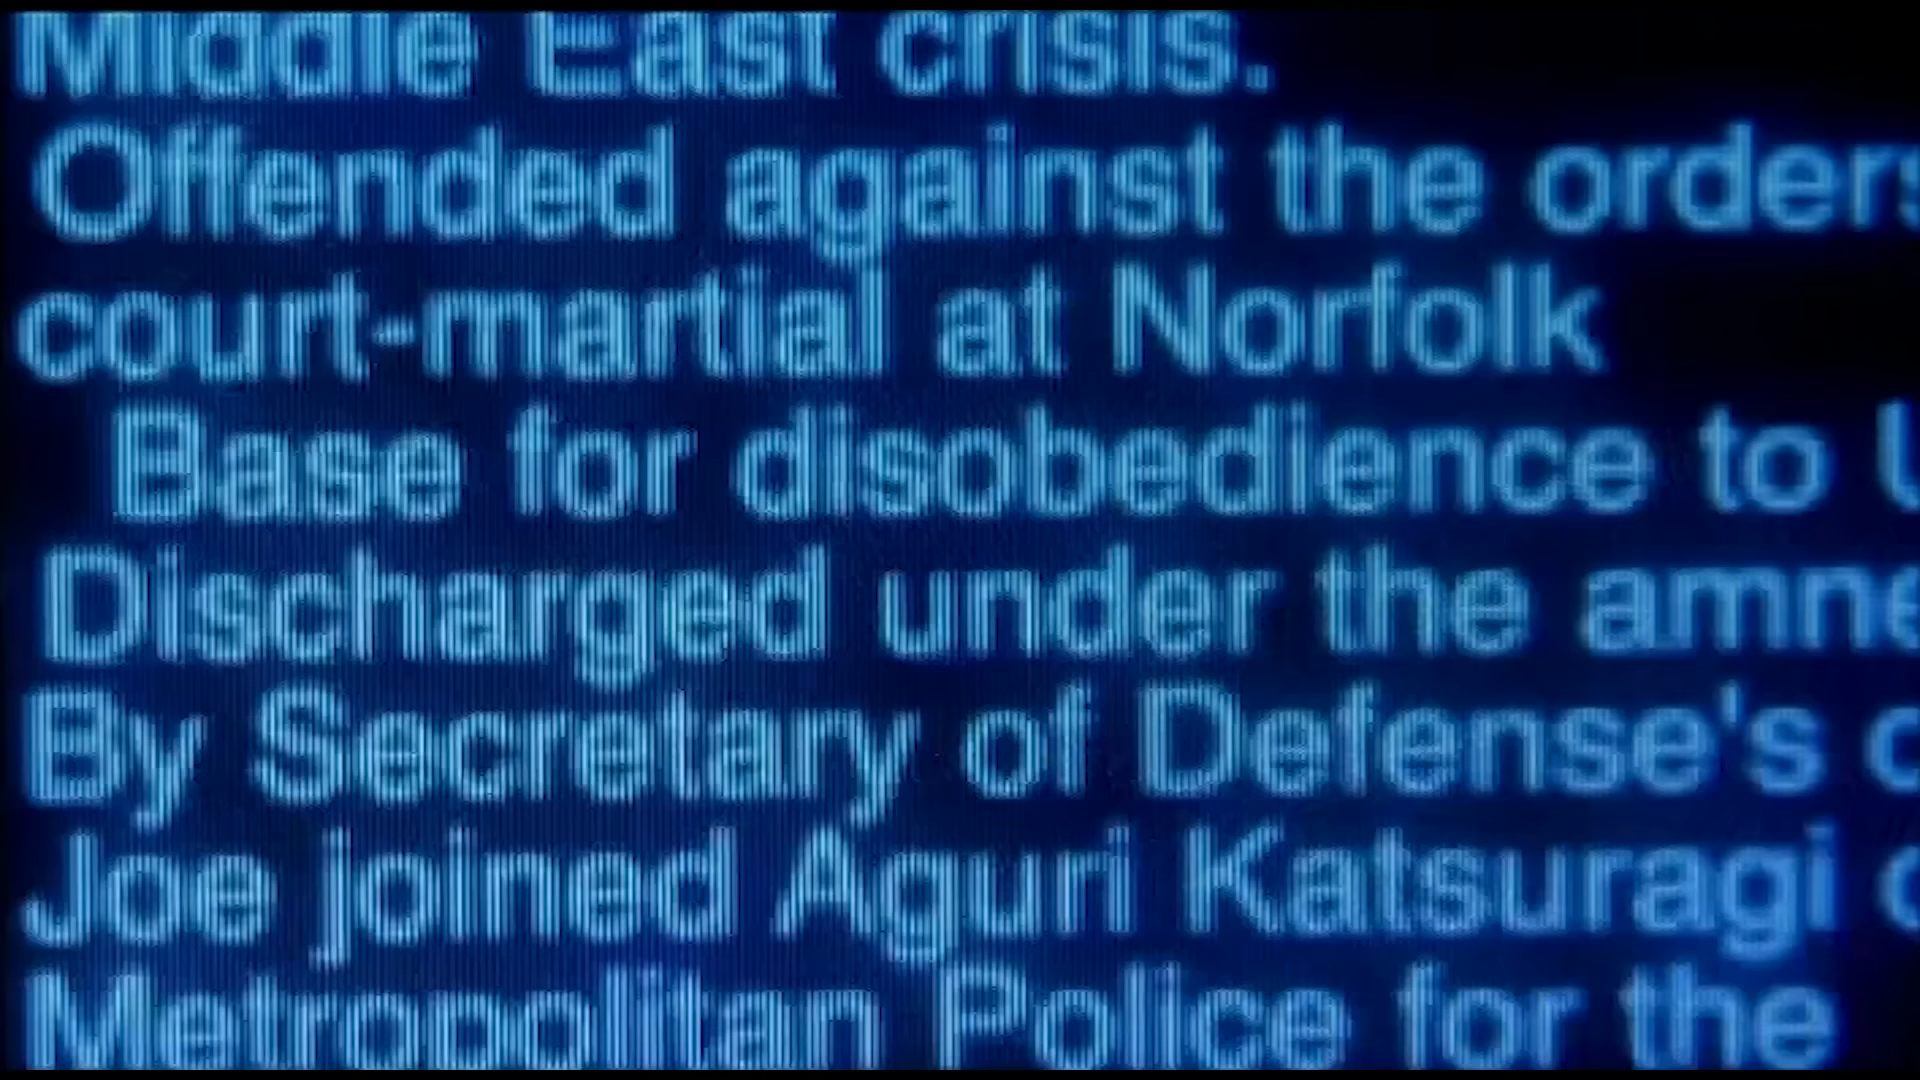 Middle East crisis.
Offended against the orders
court-martial at Norfolk
Base for disobedience to U
Discharged under the amne
By Secretary of Defense's
Joe joined Aguri Katsuragi
Metropolitan Police for the